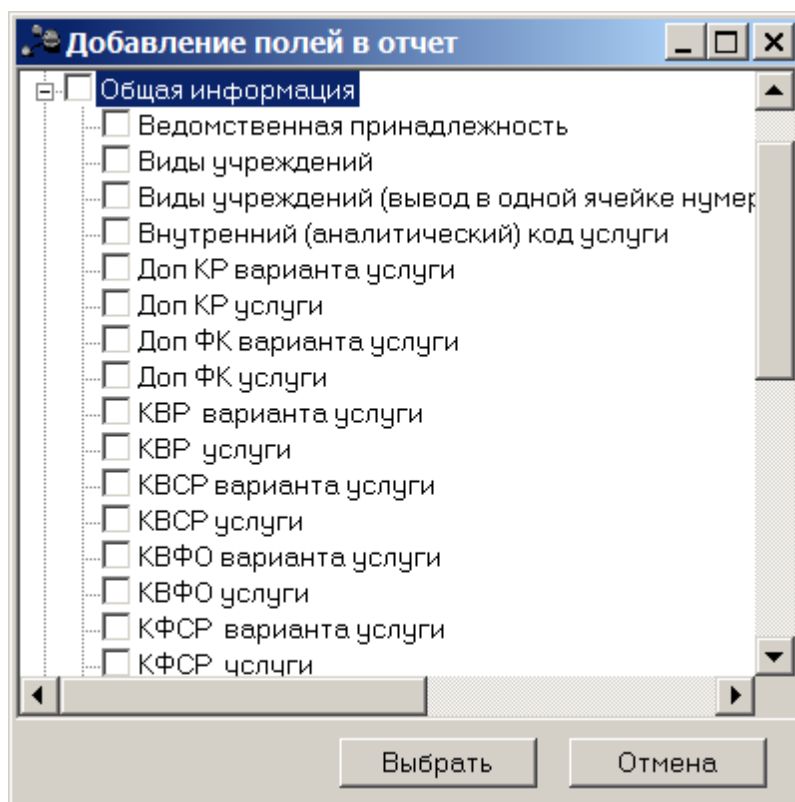 Добавление полей в отчет
Общая информация
Ведомственная принадлежность
Виды учреждений
Виды учреждений (вывод в одной ячейке нумер
Внутренний (аналитический) код услуги
Доп КР варианта услуги
Доп КР услуги
Доп ФК варианта услуги
Доп ФК услуги
КВР варианта услуги
КВР услуги
КВСР варианта услуги
КВСР услуги
КВФО варианта услуги
КВФО услуги
КФСР варианта услуги
КФСР услуги
Выбрать Отмена